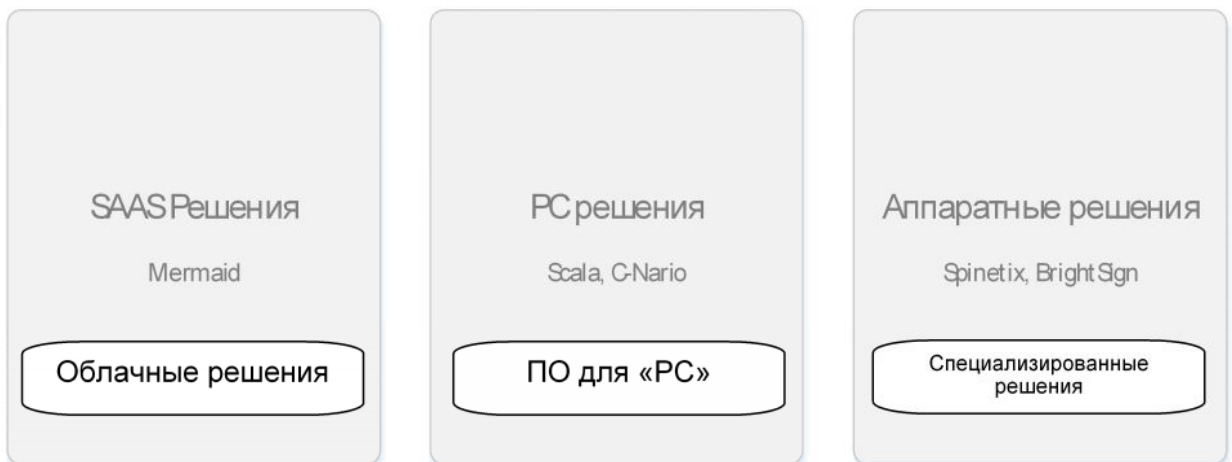 SAAS Решения
Mermaid
Облачные решения
PC решения
Scala, C-Nario
ПО для «PC»
Аппаратные решения
Spinetix, BrightSign
Специализированные
решения